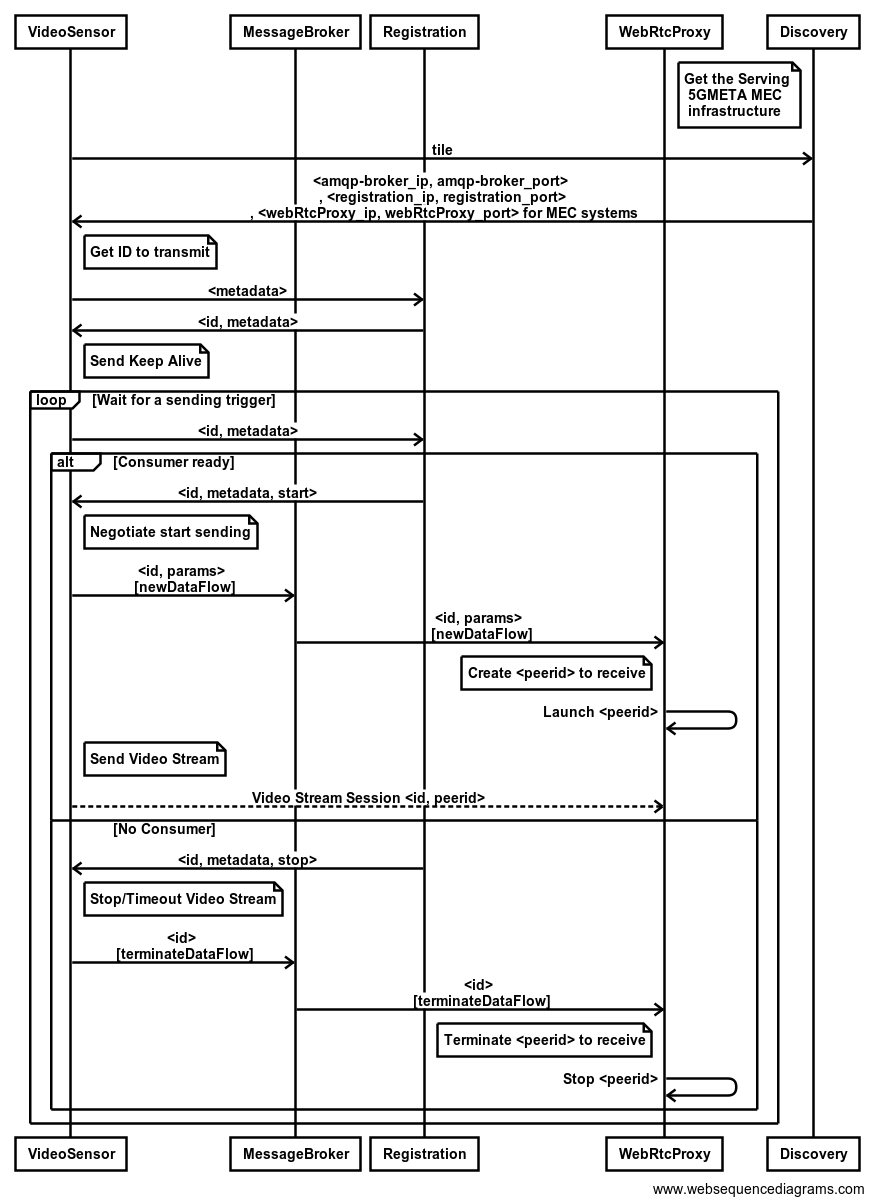 VideoSensor
MessageBroker
Registration
WebRtcProxy
Discovery
Get the Serving
5GMETA MEC
infrastructure
tile
<amqp-broker_ip, amqp-broker_port>
, <registration_ip, registration_port>
, <webRtcProxy_ip, webRtcProxy_port> for MEC systems
Get ID to transmit
<metadata>
<id, metadata>
Send Keep Alive
loop
[Wait for a sending trigger]
<id, metadata>
alt
[Consumer ready]
<id, metadata, start>
Negotiate start sending
<id, params>
[newDataFlow]
<id, params>
[newDataFlow]
Create <peerid> to receive
Launch <peerid>
Send Video Stream
Video Stream Session <id, peerid>
[No Consumer]
<id, metadata, stop>
Stop/Timeout Video Stream
<id>
[terminateDataFlow]
<id>
[terminateDataFlow]
Terminate <peerid> to receive
Stop <peerid>
VideoSensor
MessageBroker
Registration
WebRtcProxy
Discovery
www.websequencediagrams.com